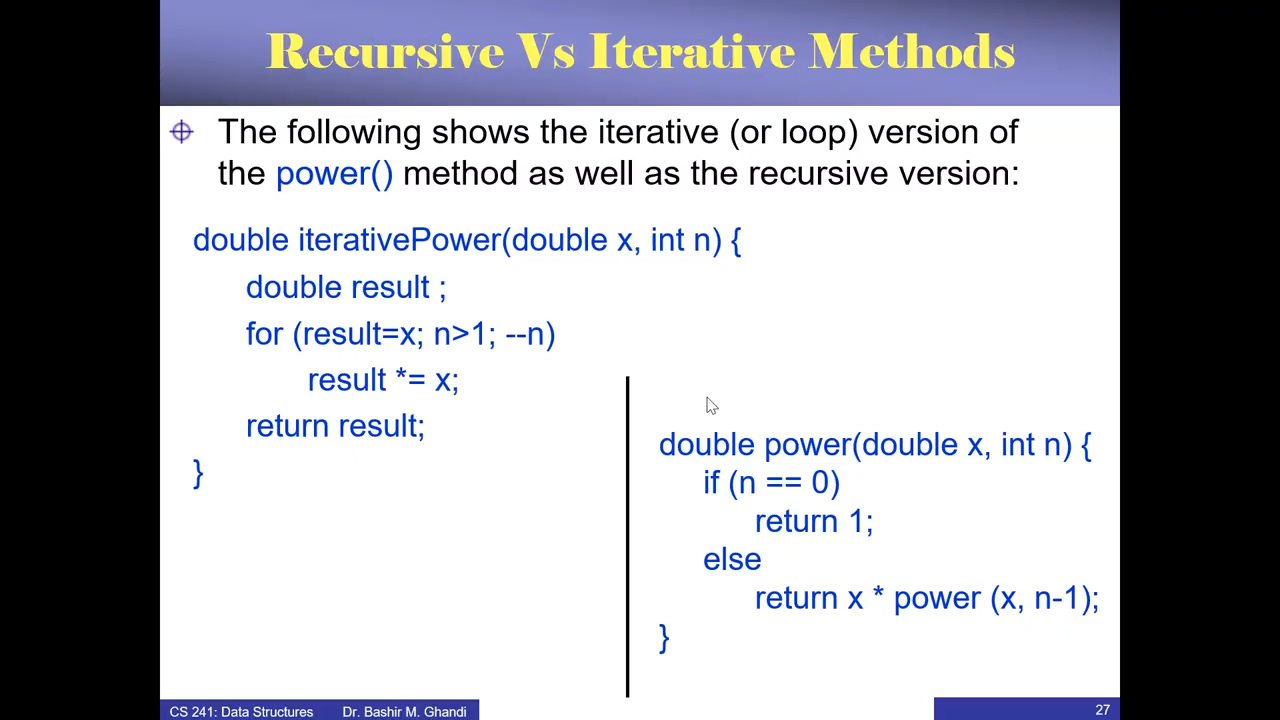 Recursive Vs Iterative Methods
The following shows the iterative (or loop) version of
the power() method as well as the recursive version:
double iterativePower(double x, int n) {
double result ;
for (result=x; n>1; --n)
result *= x;
return result;
}
double power(double x, int n) {
if (n == 0)
return 1;
else
return x * power (x, n-1);
}
CS 241: Data Structures Dr. Bashir M. Ghandi
27